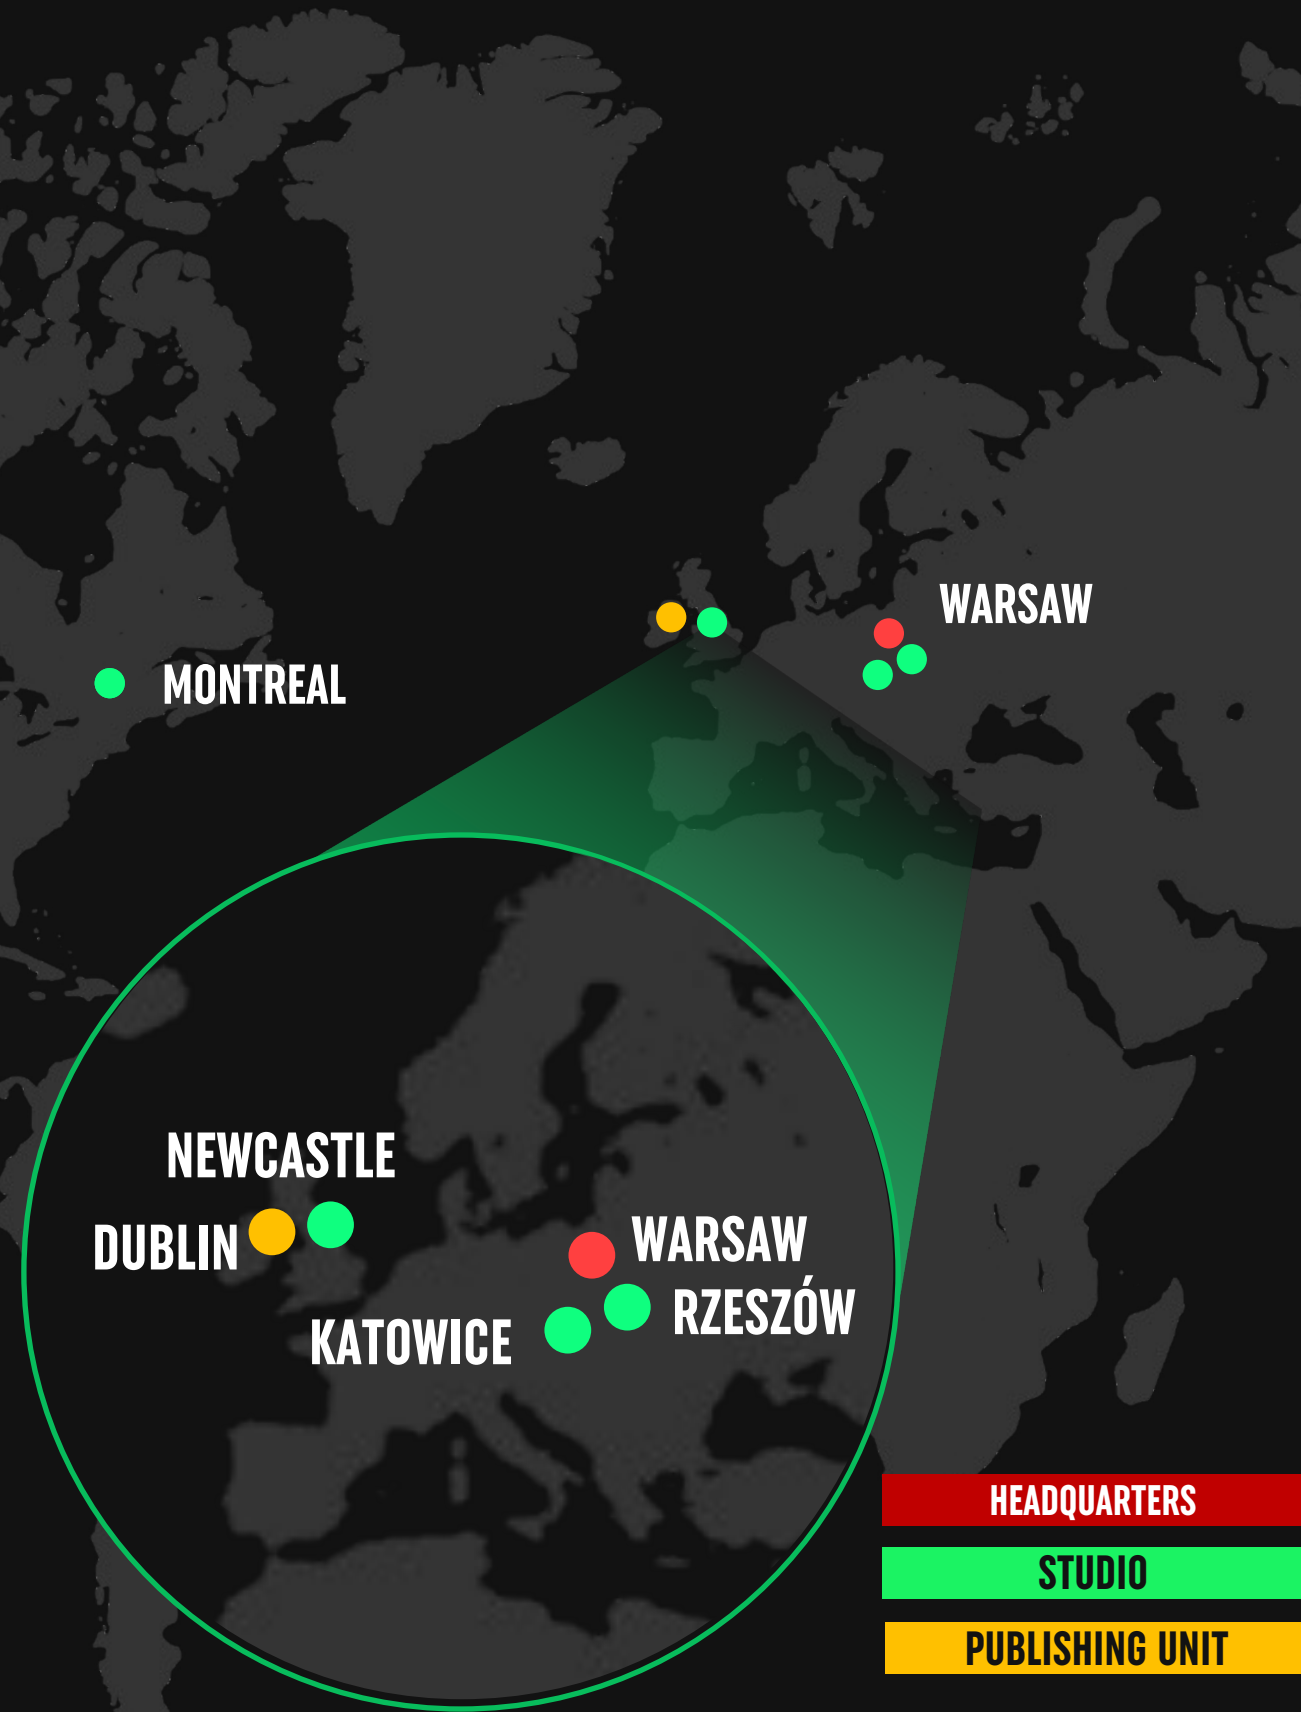 WARSAW
MONTREAL
NEWCASTLE
DUBLIN
WARSAW
RZESZÓW
KATOWICE
HEADQUARTERS
STUDIO
PUBLISHING UNIT